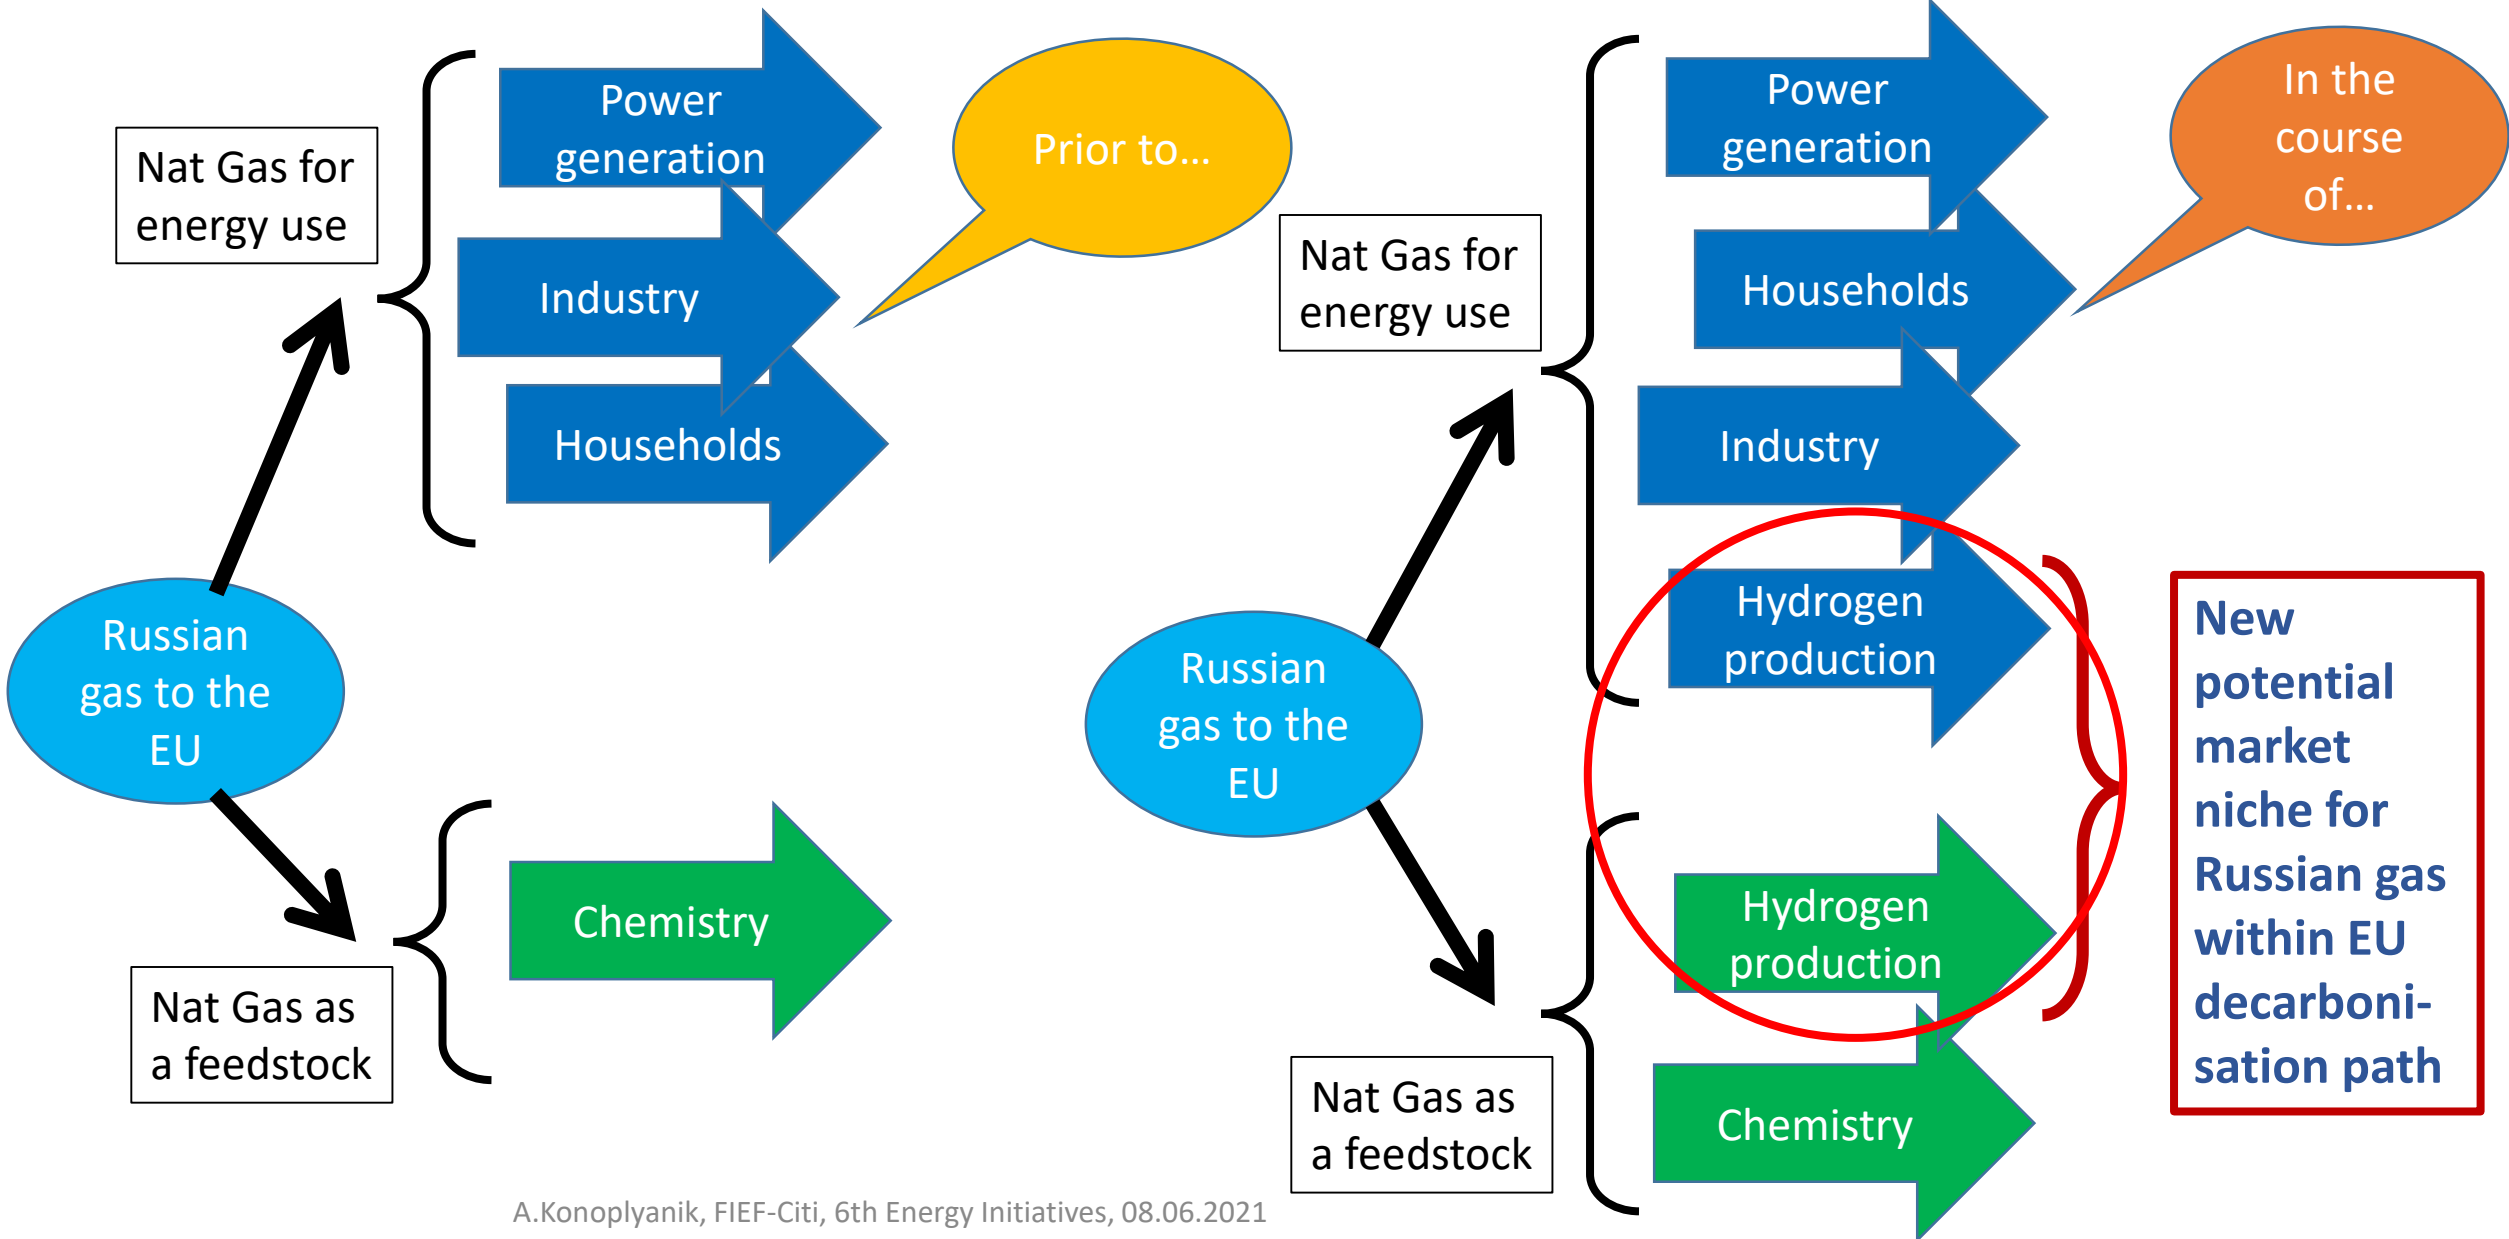 Power
generation
Nat Gas for
energy use
Industry
Households
Prior to...
Russian
gas to the
EU
Chemistry
Nat Gas as
a feedstock
Power
generation
In the
course
of...
Nat Gas for
energy use
Households
Industry
Hydrogen
production
Russian
gas to the
EU
Hydrogen
production
Nat Gas as
a feedstock
Chemistry
New
potential
market
niche for
Russian gas
within EU
decarboni-
sation path
A.Konoplyanik, FIEF-Citi, 6th Energy Initiatives, 08.06.2021